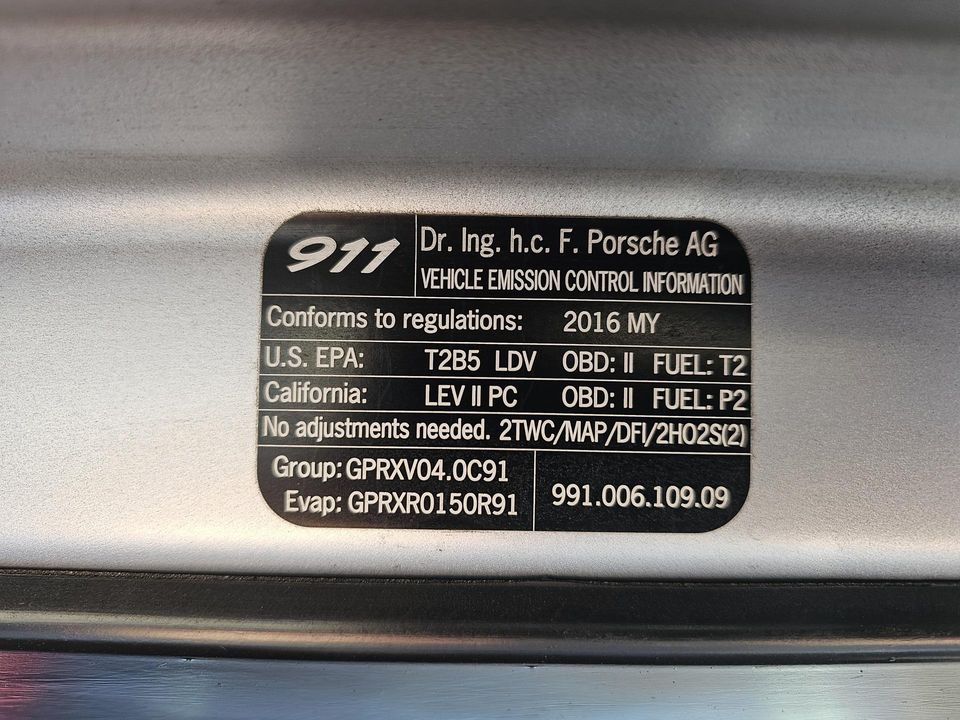 911
Dr. Ing. h.c. F. Porsche AG
VEHICLE EMISSION CONTROL INFORMATION
Conforms to regulations: 2016 MY
U.S. EPA: T2B5 LDV OBD: II FUEL: T2
California: LEV II PC OBD: II FUEL: P2
No adjustments needed. 2TWC/MAP/DFI/2HO2S(2)
Group: GPRXV04.0C91
Evap: GPRXR0150R91
991.006.109.09